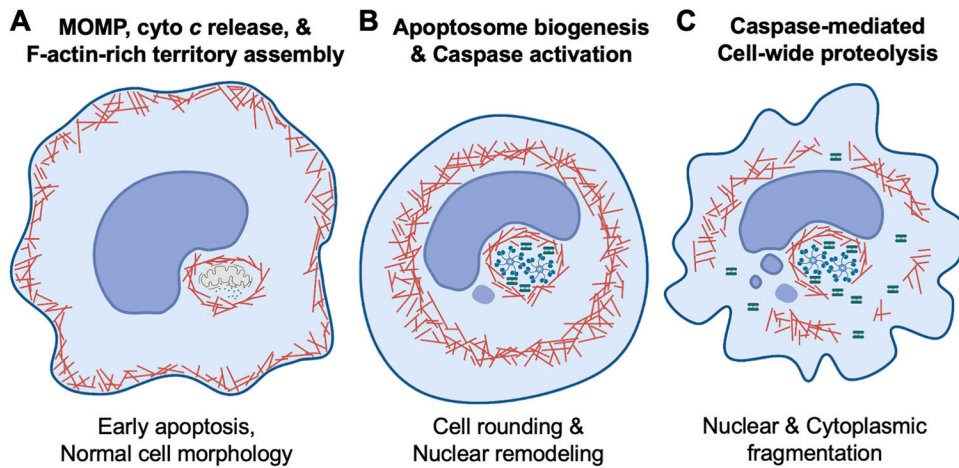 A
MOMP, cyto c release, &
F-actin-rich territory assembly
B
Apoptosome biogenesis
& Caspase activation
C
Caspase-mediated
Cell-wide proteolysis
Early apoptosis,
Normal cell morphology
Cell rounding &
Nuclear remodeling
Nuclear & Cytoplasmic
fragmentation